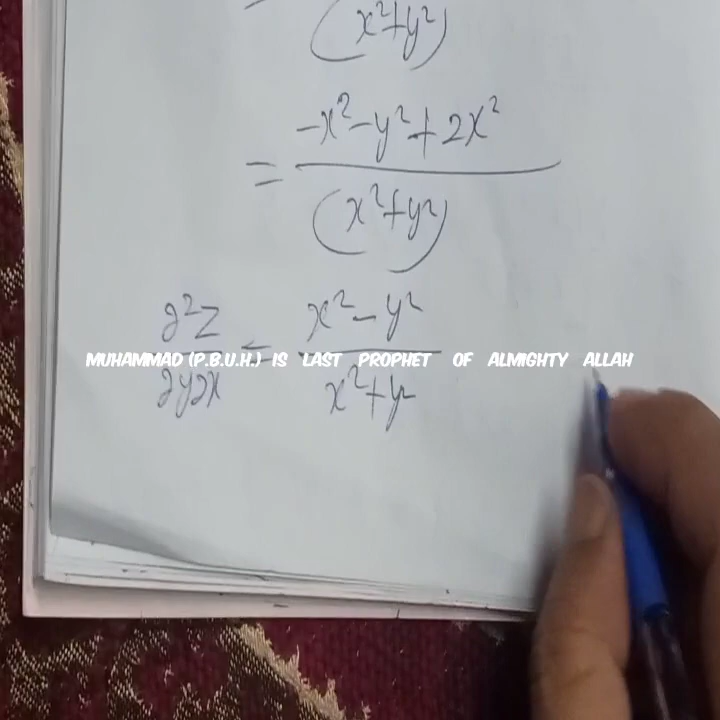 = (x²+y²)
= -x²-y²+2x² / (x²+y²)
∂²z / ∂y∂x = x²-y² / x²+y²
MUHAMMAD (P.B.U.H.) IS LAST PROPHET OF ALMIGHTY ALLAH